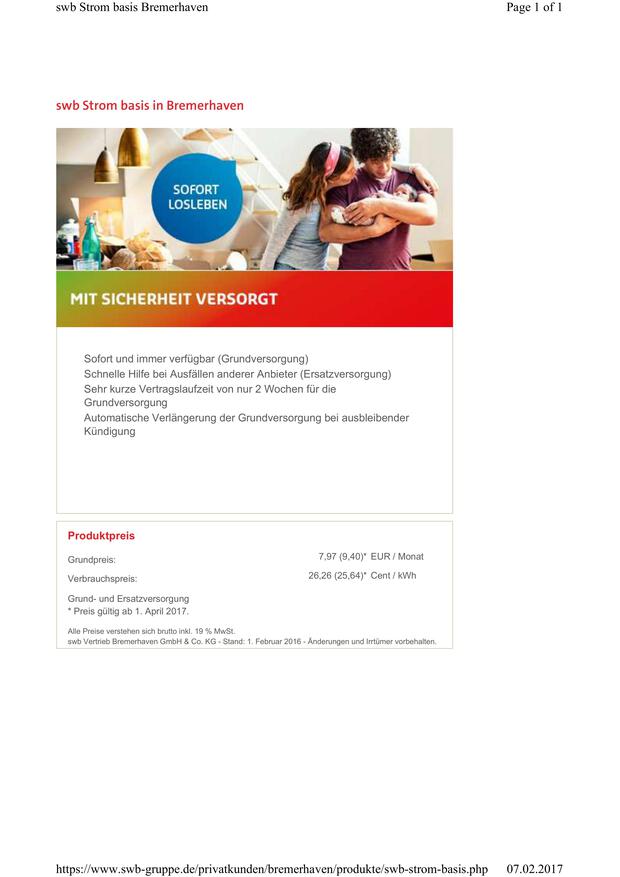 swb Strom basis Bremerhaven
Page 1 of 1
swb Strom basis in Bremerhaven
SOFORT
LOSLEBEN
MIT SICHERHEIT VERSORGT
Sofort und immer verfügbar (Grundversorgung)
Schnelle Hilfe bei Ausfällen anderer Anbieter (Ersatzversorgung)
Sehr kurze Vertragslaufzeit von nur 2 Wochen für die
Grundversorgung
Automatische Verlängerung der Grundversorgung bei ausbleibender
Kündigung
Produktpreis
Grundpreis: 7,97 (9,40)* EUR / Monat
Verbrauchspreis: 26,26 (25,64)* Cent / kWh
Grund- und Ersatzversorgung
* Preis gültig ab 1. April 2017.
Alle Preise verstehen sich brutto inkl. 19 % MwSt.
swb Vertrieb Bremerhaven GmbH & Co. KG - Stand: 1. Februar 2016 - Änderungen und Irrtümer vorbehalten.
https://www.swb-gruppe.de/privatkunden/bremerhaven/produkte/swb-strom-basis.php
07.02.2017